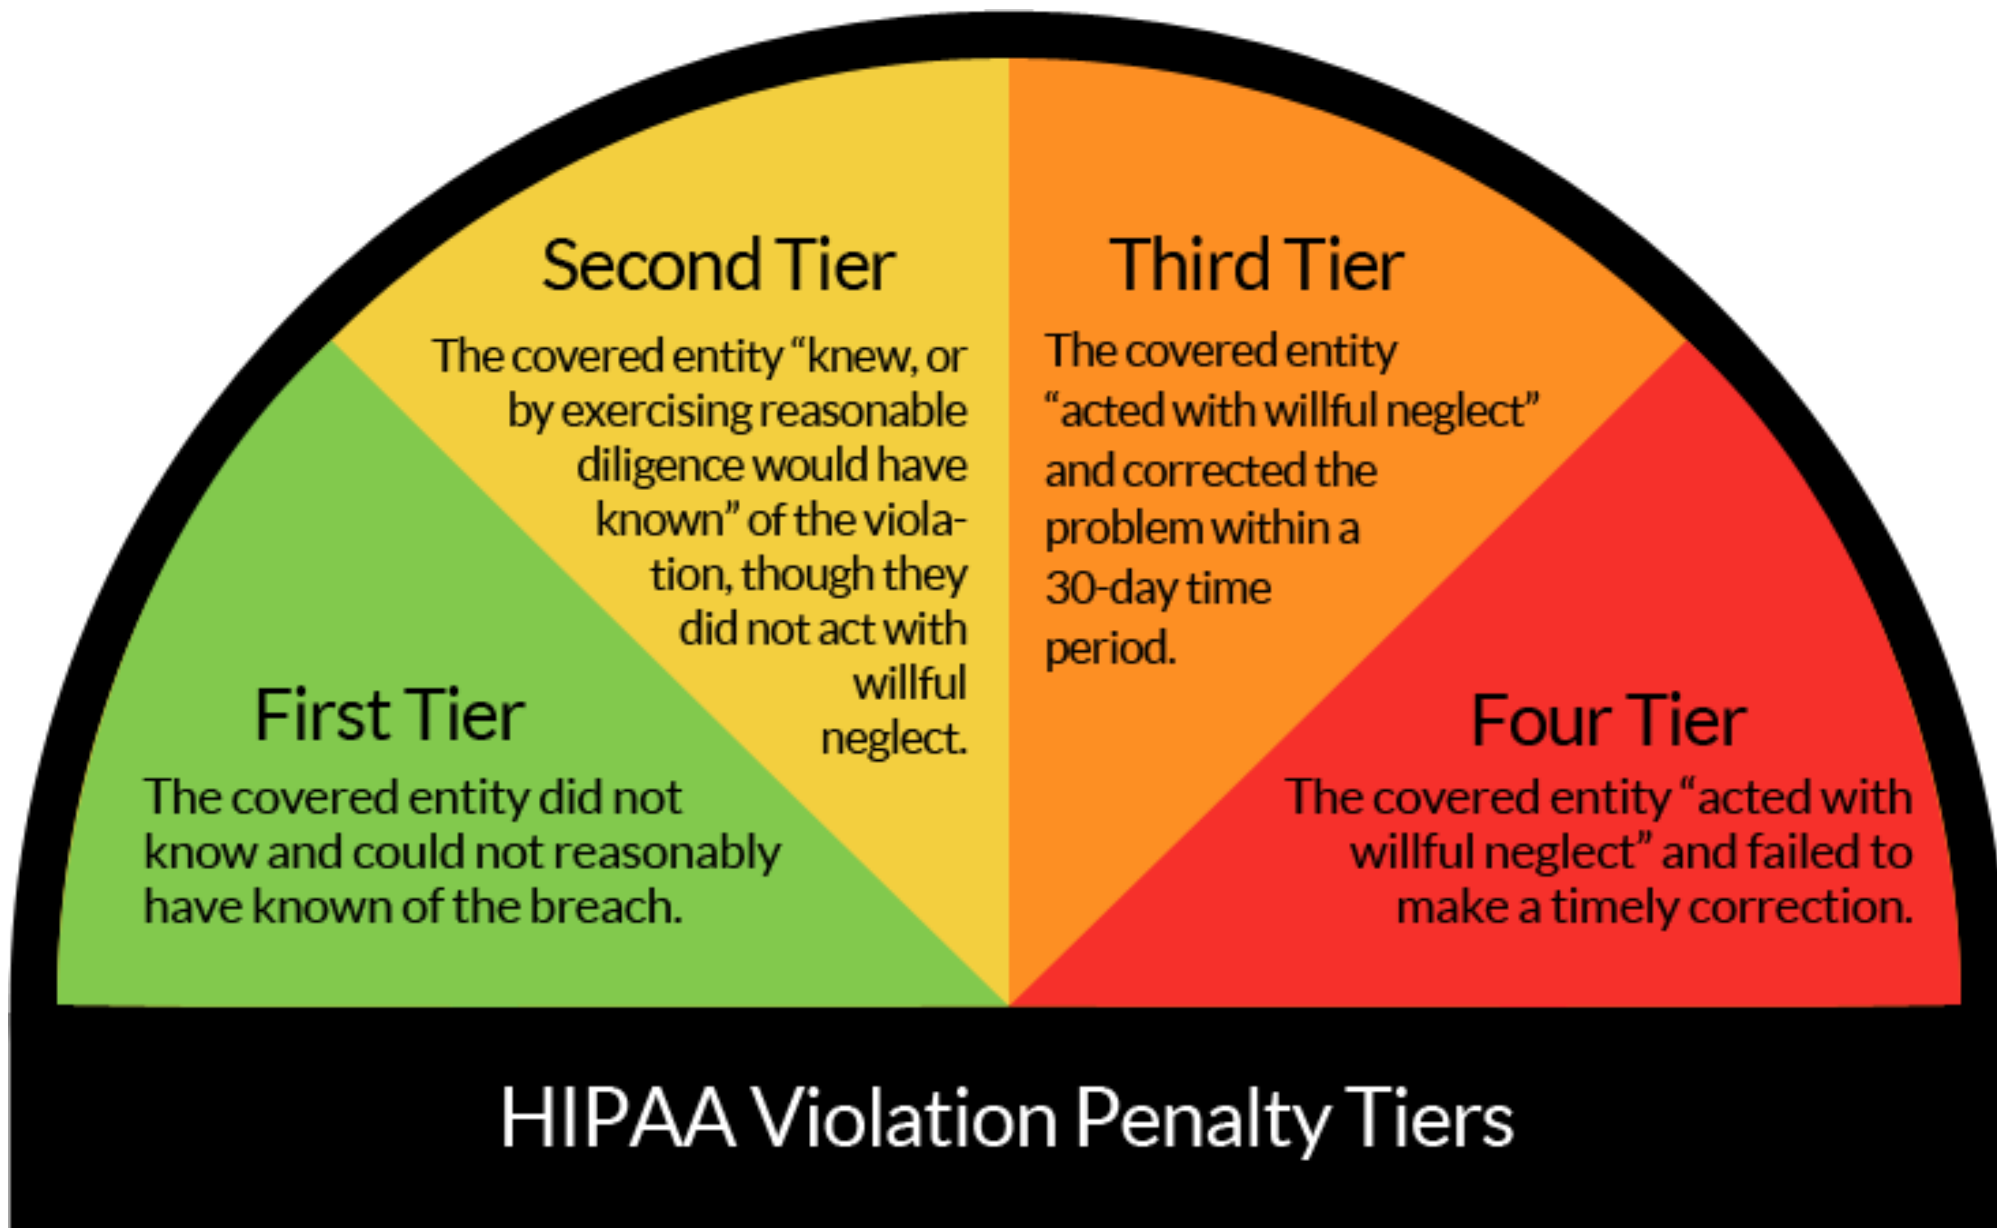 First Tier
The covered entity did not
know and could not reasonably
have known of the breach.
Second Tier
The covered entity “knew, or
by exercising reasonable
diligence would have
known” of the viola-
tion, though they
did not act with
willful
neglect.
Third Tier
The covered entity
“acted with willful neglect”
and corrected the
problem within a
30-day time
period.
Four Tier
The covered entity “acted with
willful neglect” and failed to
make a timely correction.
HIPAA Violation Penalty Tiers